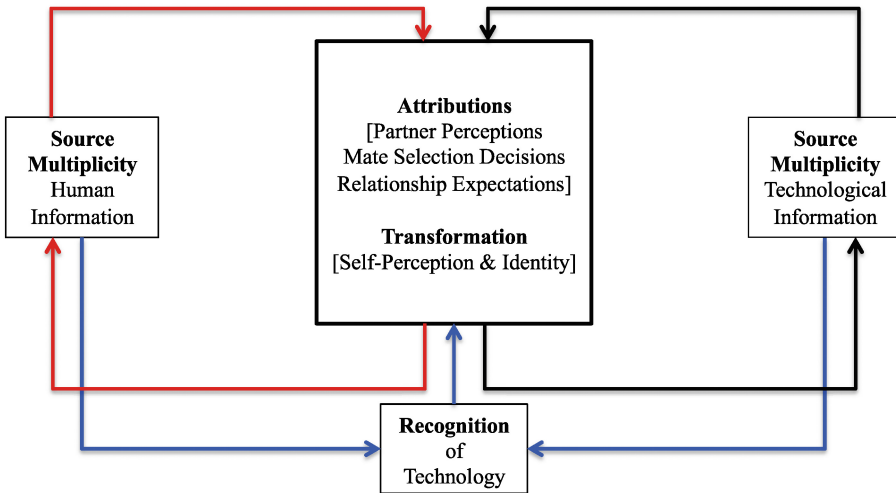 Source
Multiplicity
Human
Information
Attributions
[Partner Perceptions
Mate Selection Decisions
Relationship Expectations]
Transformation
[Self-Perception & Identity]
Source
Multiplicity
Technological
Information
Recognition
of
Technology